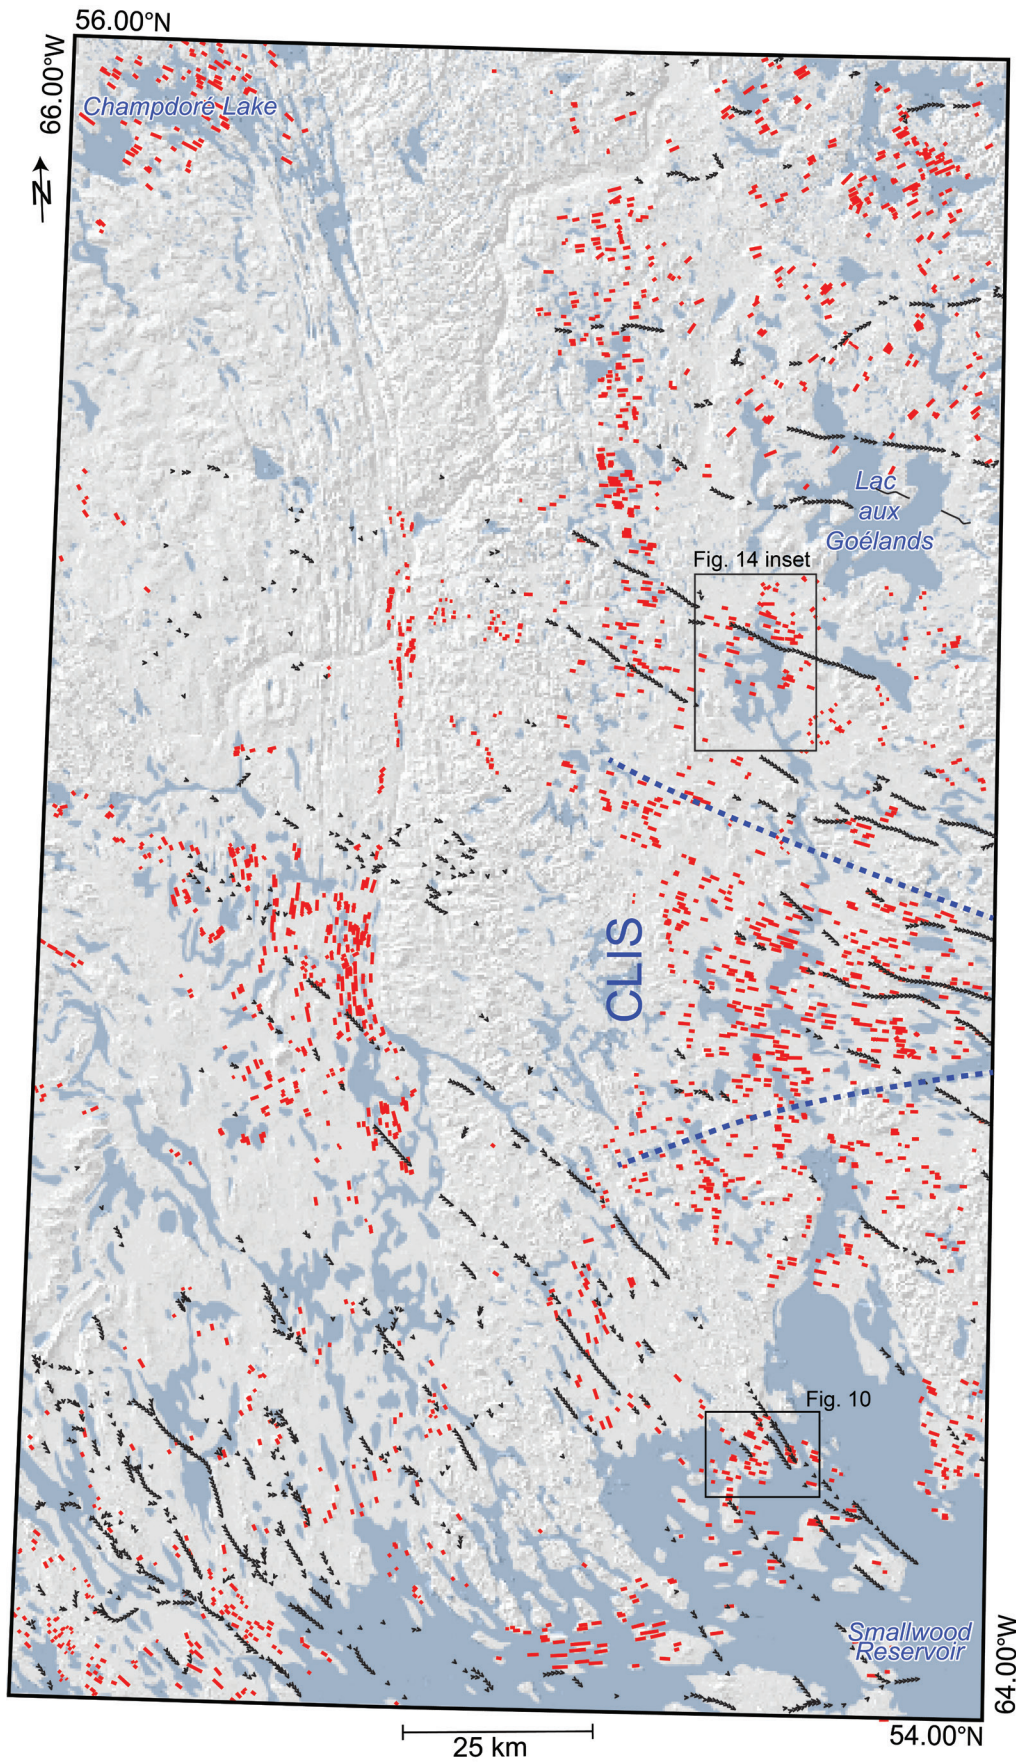 56.00°N
66.00°W
Champdoré Lake
N
Lac
aux
Goélands
Fig. 14 inset
CLIS
Fig. 10
Smallwood
Reservoir
64.00°W
54.00°N
25 km